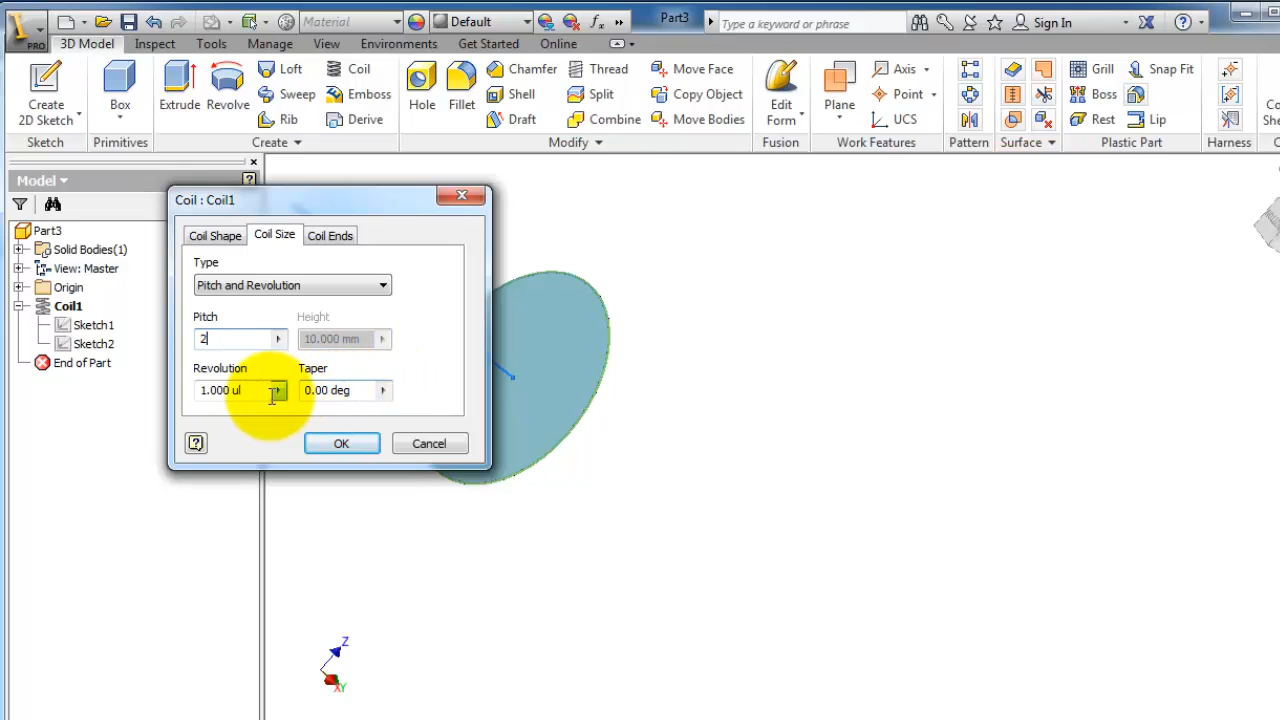 Material Default Part3 Type a keyword or phrase Sign In
PRO 3D Model Inspect Tools Manage View Environments Get Started Online
Create 2D Sketch Box Extrude Revolve Loft Coil Sweep Emboss Rib Derive Hole Fillet Chamfer Thread Move Face Shell Split Copy Object Draft Combine Move Bodies Edit Form Plane Axis Point UCS Grill Snap Fit Boss Rest Lip
Sketch Primitives Create Modify Fusion Work Features Pattern Surface Plastic Part Harness
Model
Part3
Solid Bodies(1)
View: Master
Origin
Coil1
Sketch1
Sketch2
End of Part
Coil : Coil1
Coil Shape Coil Size Coil Ends
Type
Pitch and Revolution
Pitch Height
2 10.000 mm
Revolution Taper
1.000 ul 0.00 deg
OK Cancel
Z
X Y